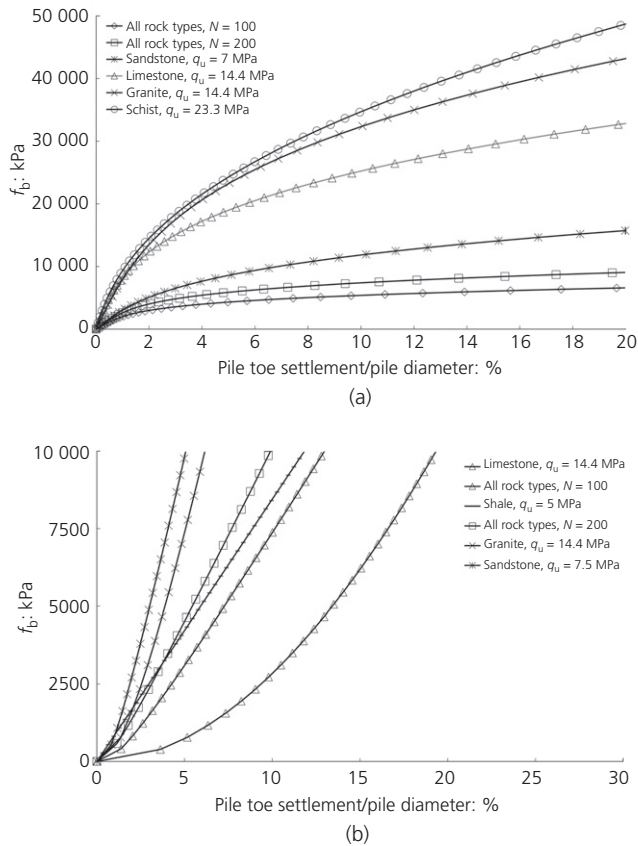 50 000
40 000
30 000
20 000
10 000
0
f_b: kPa
All rock types, N = 100
All rock types, N = 200
Sandstone, q_u = 7 MPa
Limestone, q_u = 14.4 MPa
Granite, q_u = 14.4 MPa
Schist, q_u = 23.3 MPa
0 2 4 6 8 10 12 14 16 18 20
Pile toe settlement/pile diameter: %
(a)
10 000
7500
5000
2500
0
f_b: kPa
Limestone, q_u = 14.4 MPa
All rock types, N = 100
Shale, q_u = 5 MPa
All rock types, N = 200
Granite, q_u = 14.4 MPa
Sandstone, q_u = 7.5 MPa
0 5 10 15 20 25 30
Pile toe settlement/pile diameter: %
(b)